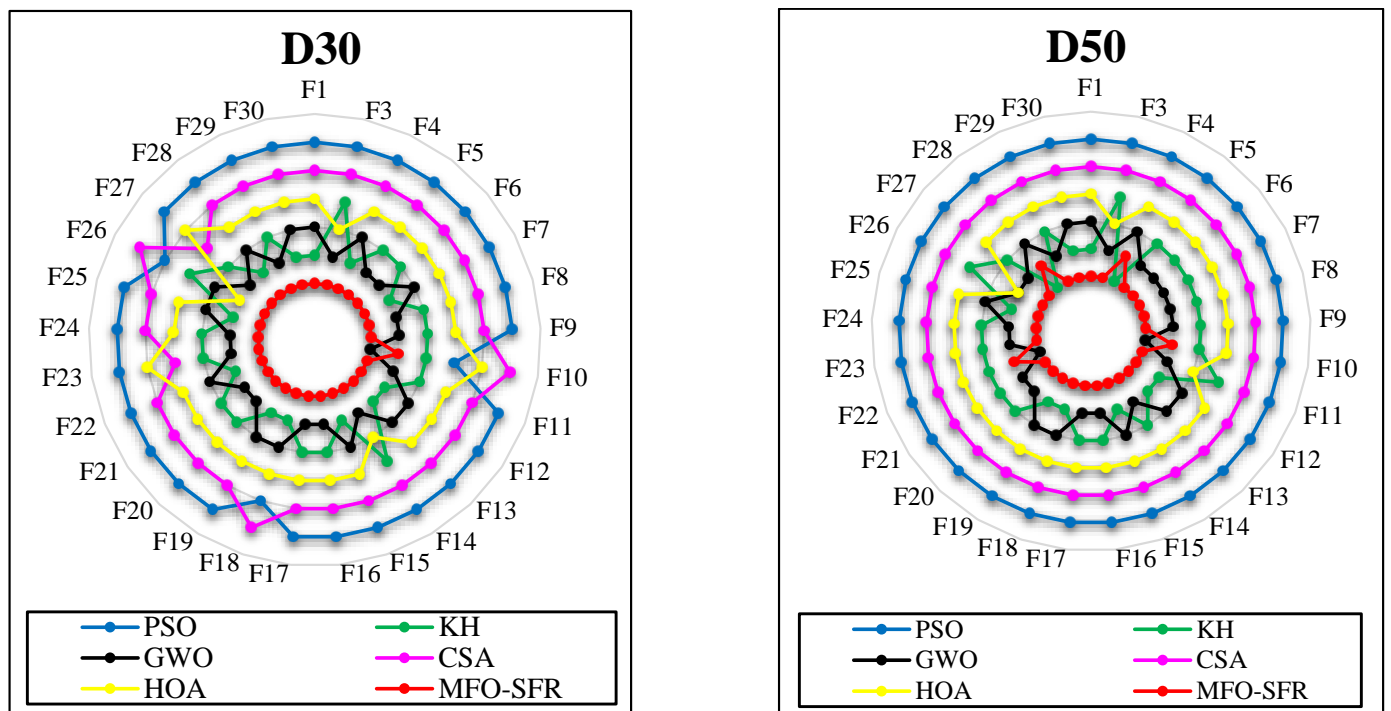 D30
F1
F3
F4
F5
F6
F7
F8
F9
F10
F11
F12
F13
F14
F15
F16
F17
F18
F19
F20
F21
F22
F23
F24
F25
F26
F27
F28
F29
F30
PSO
KH
GWO
CSA
HOA
MFO-SFR
D50
F1
F3
F4
F5
F6
F7
F8
F9
F10
F11
F12
F13
F14
F15
F16
F17
F18
F19
F20
F21
F22
F23
F24
F25
F26
F27
F28
F29
F30
PSO
KH
GWO
CSA
HOA
MFO-SFR